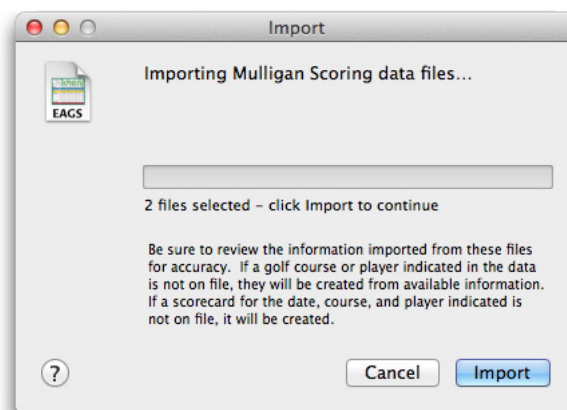 Import
Importing Mulligan Scoring data files...
EAGS
2 files selected – click Import to continue
Be sure to review the information imported from these files
for accuracy. If a golf course or player indicated in the data
is not on file, they will be created from available information.
If a scorecard for the date, course, and player indicated is
not on file, it will be created.
?
Cancel
Import